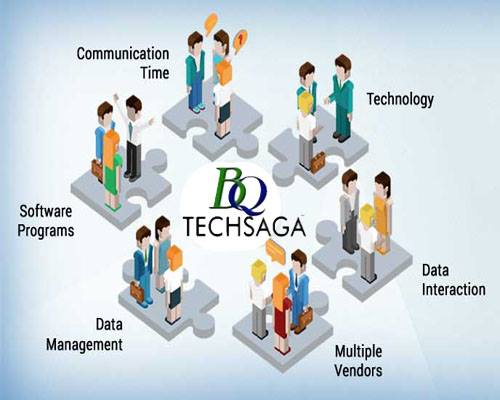 Communication
Time
?
Technology
Software
Programs
BQ
TECHSAGA
Data
Interaction
Data
Management
Multiple
Vendors